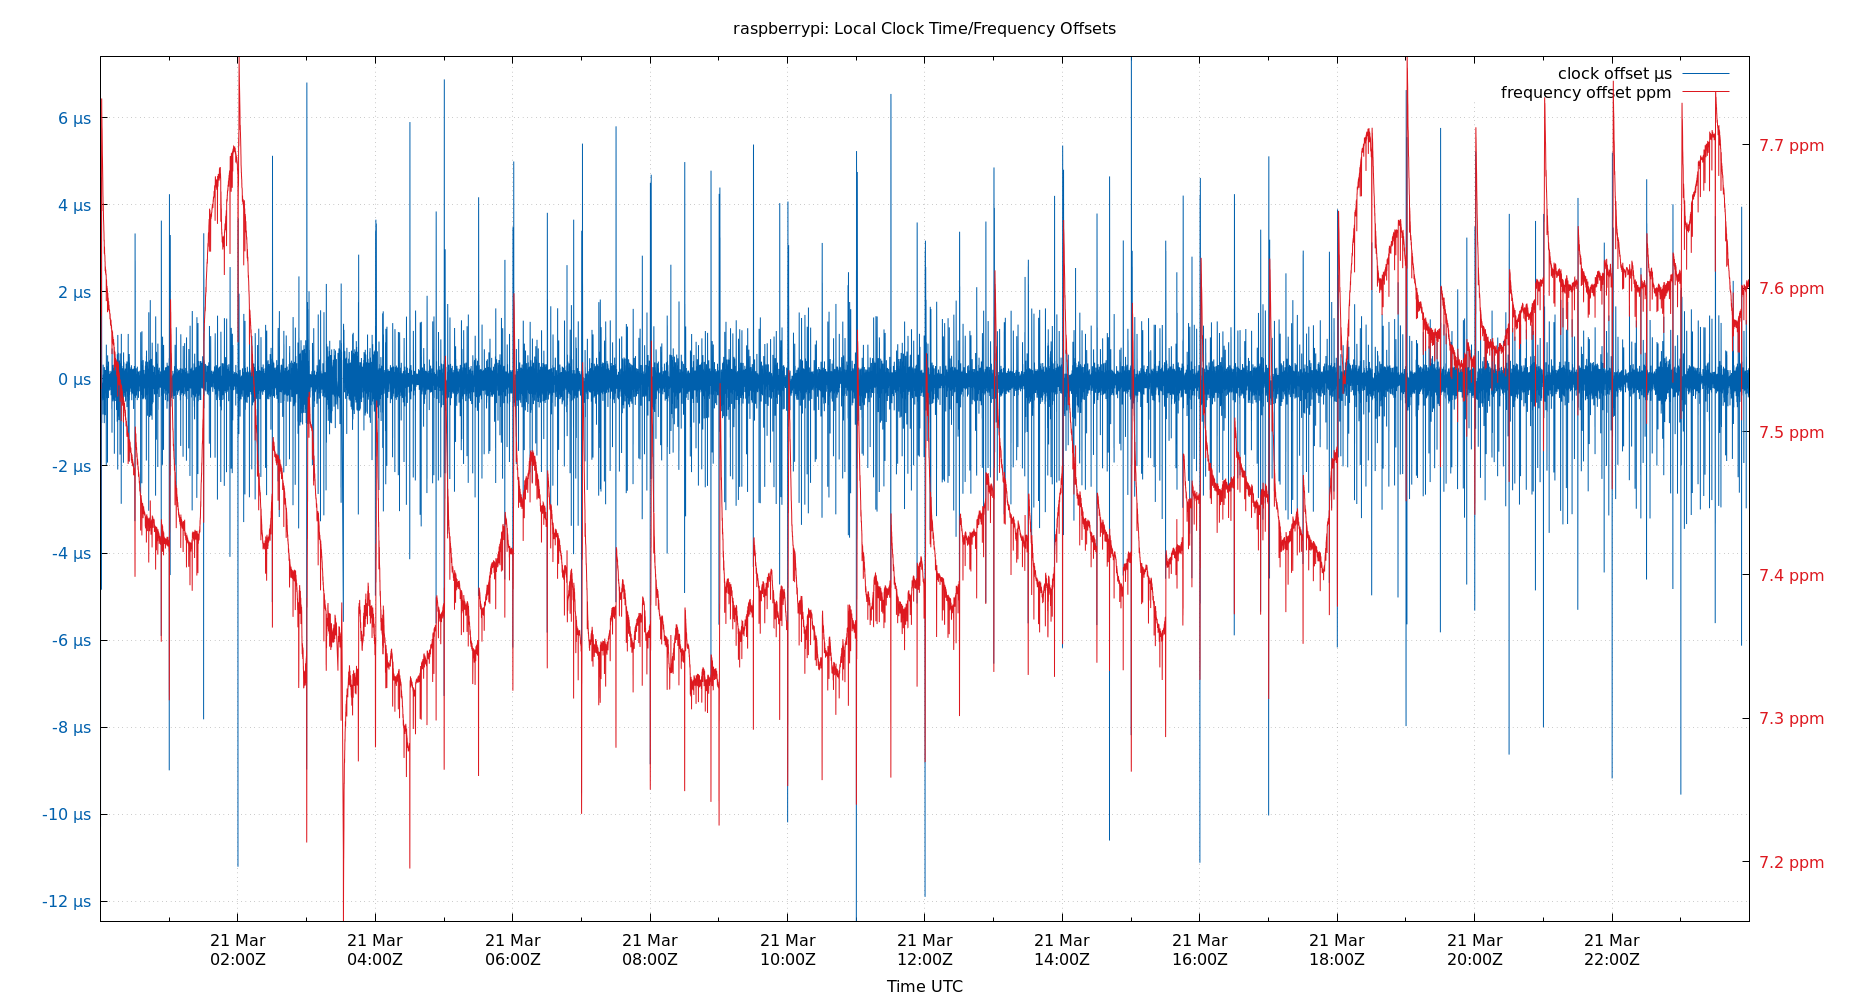 raspberrypi: Local Clock Time/Frequency Offsets
clock offset µs
frequency offset ppm
6 µs
4 µs
2 µs
0 µs
-2 µs
-4 µs
-6 µs
-8 µs
-10 µs
-12 µs
7.7 ppm
7.6 ppm
7.5 ppm
7.4 ppm
7.3 ppm
7.2 ppm
21 Mar
02:00Z
21 Mar
04:00Z
21 Mar
06:00Z
21 Mar
08:00Z
21 Mar
10:00Z
21 Mar
12:00Z
21 Mar
14:00Z
21 Mar
16:00Z
21 Mar
18:00Z
21 Mar
20:00Z
21 Mar
22:00Z
Time UTC